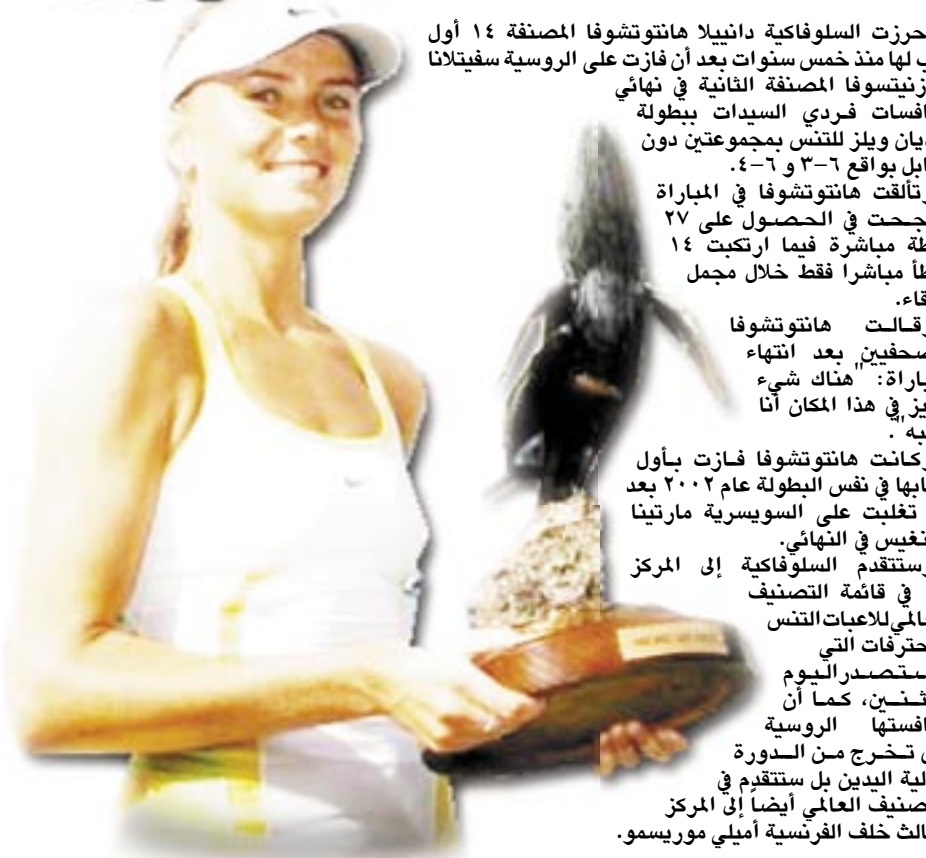 حرزت السلوفاكية دانييلا هانتوتشوفا المصنفة ١٤ أول
ب لها منذ خمس سنوات بعد أن فازت على الروسية سفيتلانا
زنيتسوفا المصنفة الثانية في نهائي
افسات فردي السيدات ببطولة
ديان ويلز للتنس بمجموعتين دون
ابل بواقع ٦-٣ و ٦-٤.
وتألقت هانتوتشوفا في المباراة
جحت في الحصول على ٢٧
طة مباشرة فيما ارتكبت ١٤
طأ مباشرا فقط خلال مجمل
قاء.
وقالت هانتوتشوفا
صحفيين بعد انتهاء
باراة: "هناك شيء
يز في هذا المكان أنا
به".
وكانت هانتوتشوفا فازت بأول
ابها في نفس البطولة عام ٢٠٠٢ بعد
تغلبت على السويسرية مارتينا
نغيس في النهائي.
وستتقدم السلوفاكية إلى المركز
في قائمة التصنيف
المي للاعبات التنس
حترفات التي
ستصدر اليوم
ثنين، كما أن
افستها الروسية
تخرج من الدورة
الية اليدين بل ستتقدم في
صنيف العالمي أيضاً إلى المركز
الث خلف الفرنسية أميلي موريسمو.